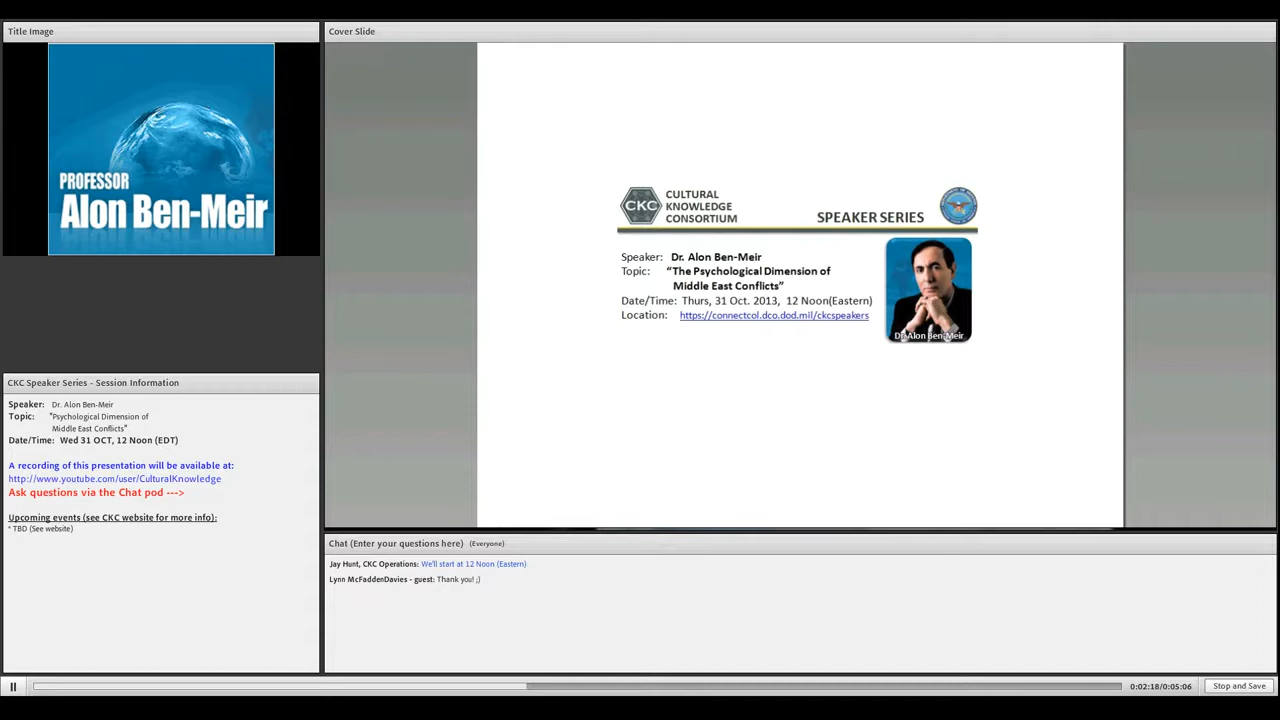 Title Image
PROFESSOR
Alon Ben-Meir
Cover Slide
CKC
CULTURAL
KNOWLEDGE
CONSORTIUM
SPEAKER SERIES
Speaker: Dr. Alon Ben-Meir
Topic: “The Psychological Dimension of
Middle East Conflicts”
Date/Time: Thurs, 31 Oct. 2013, 12 Noon(Eastern)
Location: https://connectcol.dco.dod.mil/ckcspeakers
Dr. Alon Ben-Meir
CKC Speaker Series - Session Information
Speaker: Dr. Alon Ben-Meir
Topic: "Psychological Dimension of
Middle East Conflicts"
Date/Time: Wed 31 OCT, 12 Noon (EDT)
A recording of this presentation will be available at:
http://www.youtube.com/user/CulturalKnowledge
Ask questions via the Chat pod --->
Upcoming events (see CKC website for more info):
* TBD (See website)
Chat (Enter your questions here) (Everyone)
Jay Hunt, CKC Operations: We'll start at 12 Noon (Eastern)
Lynn McFaddenDavies - guest: Thank you! ;)
0:02:18/0:05:06
Stop and Save